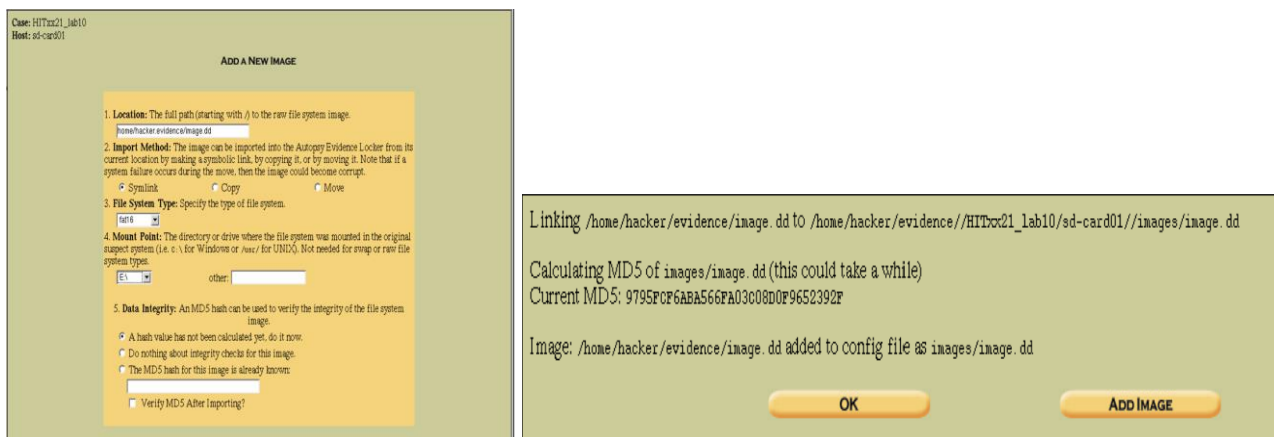 Case: HITxx21_lab10
Host: sd-card01
ADD A NEW IMAGE
1. Location: The full path (starting with /) to the raw file system image.
home/hacker.evidence/image.dd
2. Import Method: The image can be imported into the Autopsy Evidence Locker from its
current location by making a symbolic link, by copying it, or by moving it. Note that if a
system failure occurs during the move, then the image could become corrupt.
Symlink Copy Move
3. File System Type: Specify the type of file system.
fat16
4. Mount Point: The directory or drive where the file system was mounted in the original
suspect system (i.e. c:\ for Windows or /usr/ for UNIX). Not needed for swap or raw file
system types.
E:\ other:
5. Data Integrity: An MD5 hash can be used to verify the integrity of the file system
image.
A hash value has not been calculated yet, do it now.
Do nothing about integrity checks for this image.
The MD5 hash for this image is already known:
Verify MD5 After Importing?
Linking /home/hacker/evidence/image.dd to /home/hacker/evidence//HITxx21_lab10/sd-card01//images/image.dd
Calculating MD5 of images/image.dd (this could take a while)
Current MD5: 9795FCF6ABA566FA03C08D0F9652392F
Image: /home/hacker/evidence/image.dd added to config file as images/image.dd
OK ADD IMAGE